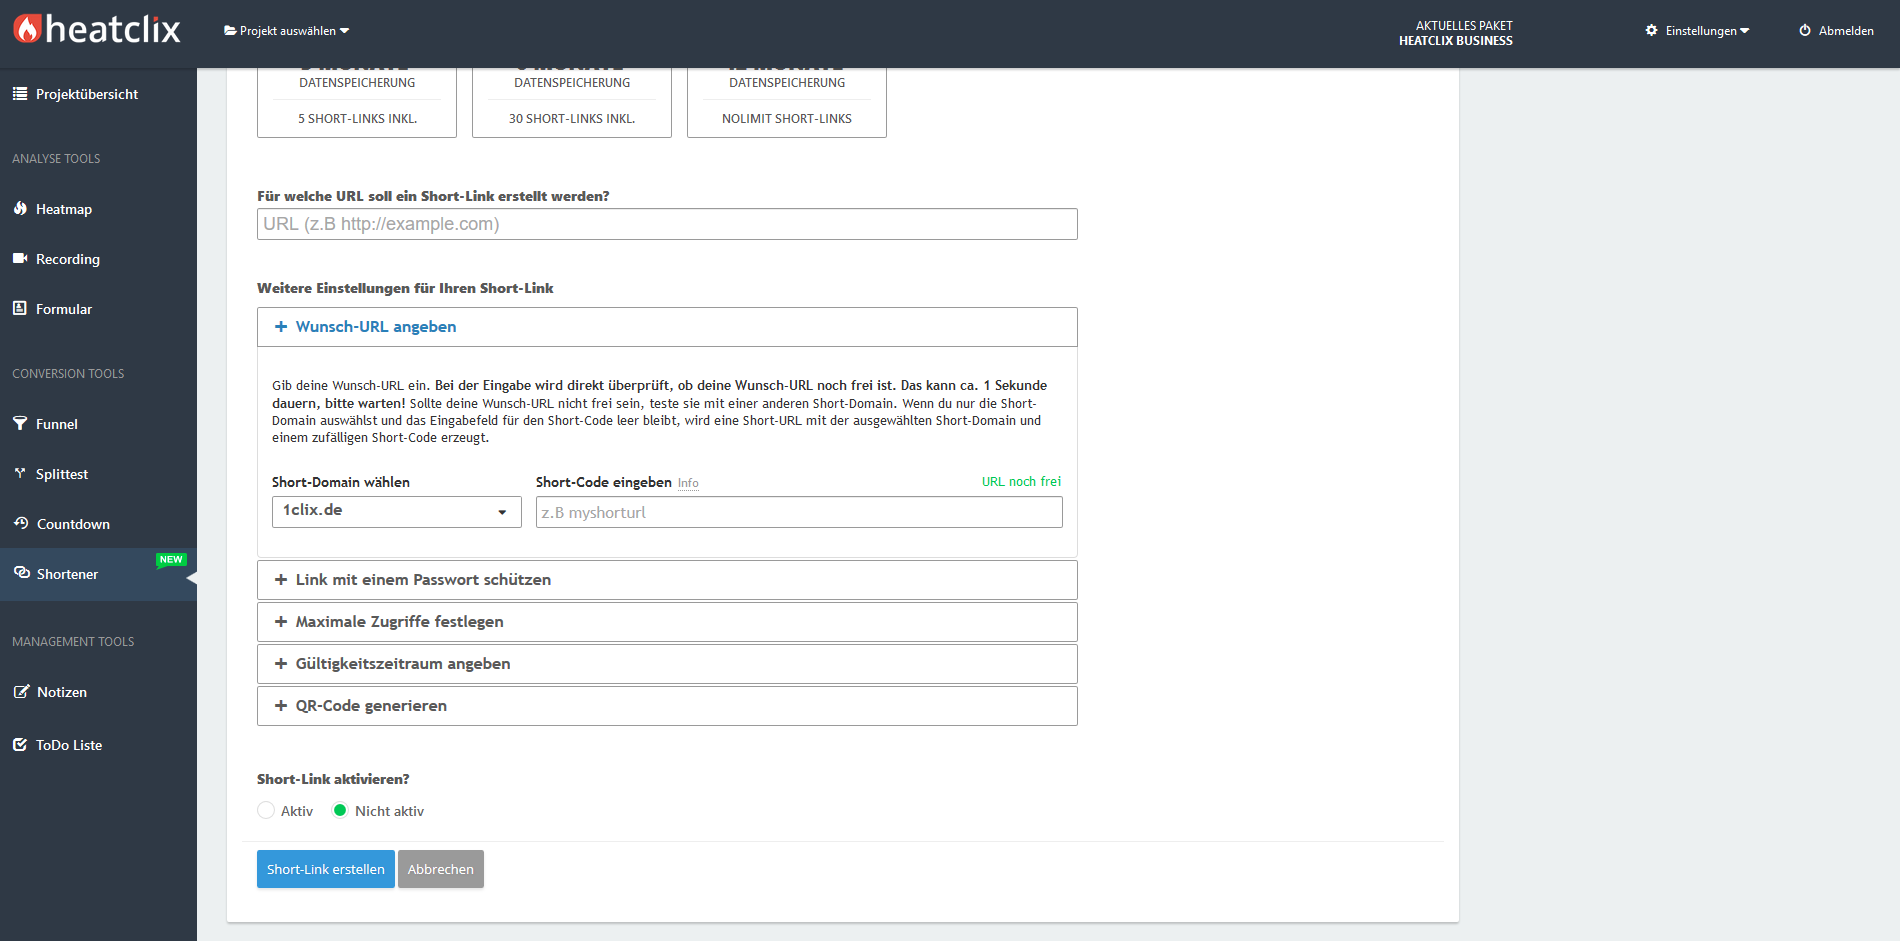 heatclix
Projekt auswählen
AKTUELLES PAKET
HEATCLIX BUSINESS
Einstellungen
Abmelden
Projektübersicht
ANALYSE TOOLS
Heatmap
Recording
Formular
CONVERSION TOOLS
Funnel
Splittest
Countdown
Shortener
NEW
MANAGEMENT TOOLS
Notizen
ToDo Liste
DATENSPEICHERUNG
5 SHORT-LINKS INKL.
DATENSPEICHERUNG
30 SHORT-LINKS INKL.
DATENSPEICHERUNG
NOLIMIT SHORT-LINKS
Für welche URL soll ein Short-Link erstellt werden?
URL (z.B http://example.com)
Weitere Einstellungen für Ihren Short-Link
+ Wunsch-URL angeben
Gib deine Wunsch-URL ein. Bei der Eingabe wird direkt überprüft, ob deine Wunsch-URL noch frei ist. Das kann ca. 1 Sekunde
dauern, bitte warten! Sollte deine Wunsch-URL nicht frei sein, teste sie mit einer anderen Short-Domain. Wenn du nur die Short-
Domain auswählst und das Eingabefeld für den Short-Code leer bleibt, wird eine Short-URL mit der ausgewählten Short-Domain und
einem zufälligen Short-Code erzeugt.
Short-Domain wählen
1clix.de
Short-Code eingeben Info
URL noch frei
z.B myshorturl
+ Link mit einem Passwort schützen
+ Maximale Zugriffe festlegen
+ Gültigkeitszeitraum angeben
+ QR-Code generieren
Short-Link aktivieren?
Aktiv
Nicht aktiv
Short-Link erstellen
Abbrechen